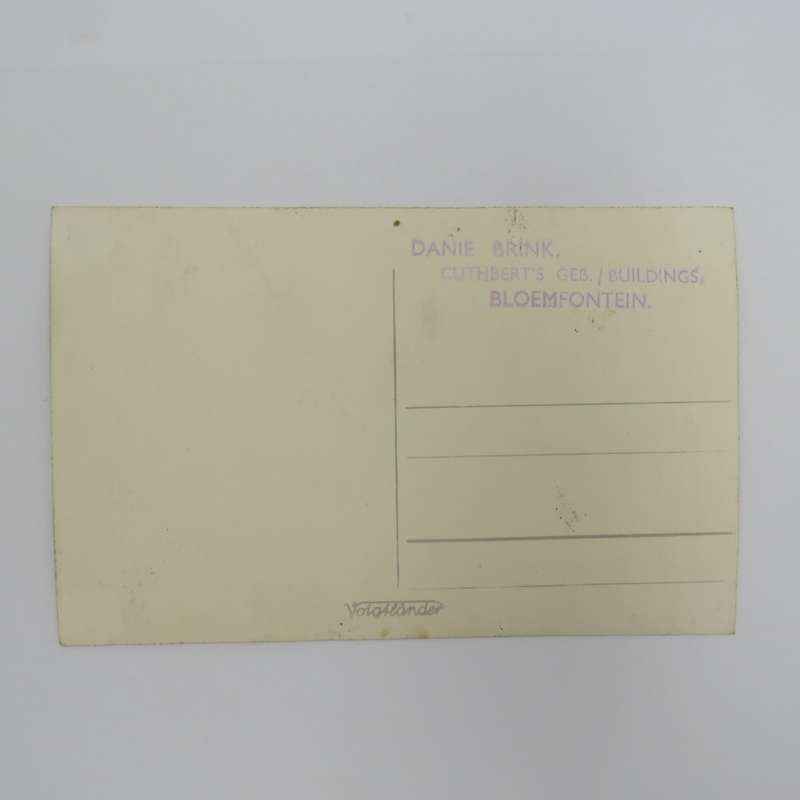 DANIE BRINK,
CUTHBERT'S GEB. / BUILDINGS,
BLOEMFONTEIN.
Voigtländer